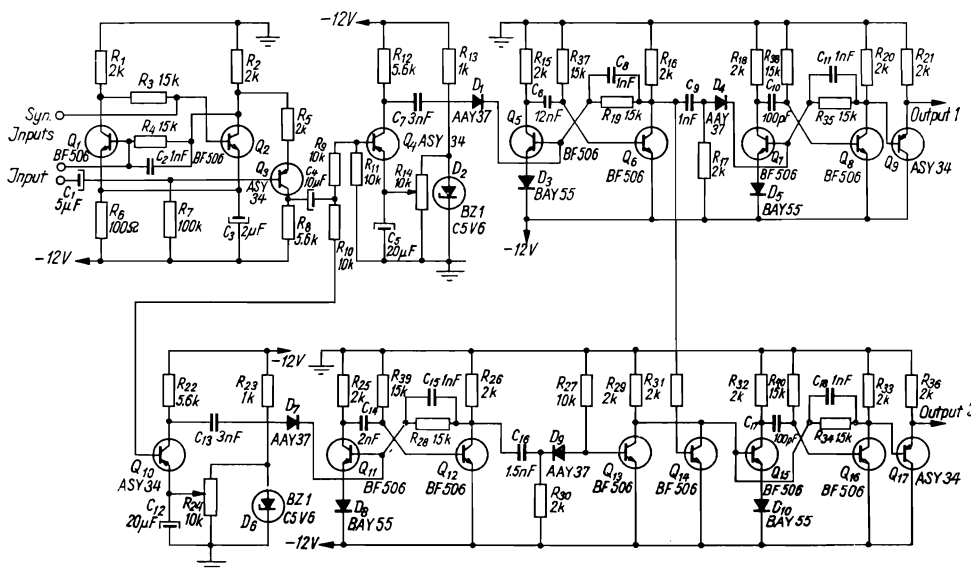 -12V
-12V
R1 2k
R2 2k
R3 15k
Syn.
Inputs
R4 15k
R5 2k
Q1
BF506
C2 1nF
BF506
Q2
Input
C1 5µF
R6 100Ω
R7 100k
C3 2µF
Q3 ASY 34
C4 10µF
R8 5.6k
-12V
R9 10k
R10 10k
R11 10k
R12 5.6k
R13 1k
C7 3nF
D1 AAY37
Q4 ASY 34
R14 10k
D2
BZ1 C5V6
C5 20µF
R15 2k
R37 15k
C8 1nF
R16 2k
C6 12nF
R19 15k
Q5
BF506
Q6
BF506
D3
BAY55
-12V
C9 1nF
D4 AAY 37
R17 2k
R18 2k
R38 15k
C11 1nF
R20 2k
R21 2k
C10 100pF
R35 15k
Q7
BF506
Q8
BF506
Q9
ASY34
D5
BAY55
Output 1
-12V
R22 5.6k
R23 1k
D7
AAY37
C13 3nF
Q10
ASY34
C12 20µF
R24 10k
D6
BZ1 C5V6
R25 2k
R39 15k
C15 1nF
R26 2k
C14 2nF
R28 15k
Q11
BF506
Q12
BF506
D8
BAY55
-12V
C16 1.5nF
D9
AAY37
R30 2k
R27 10k
R29 2k
R31 2k
Q13
BF506
Q14
BF506
R32 2k
15k
1nF
R33 2k
R36 2k
C17 100pF
R34 15k
Q15
BF506
Q16
BF506
Q17
ASY34
D10
BAY55
Output